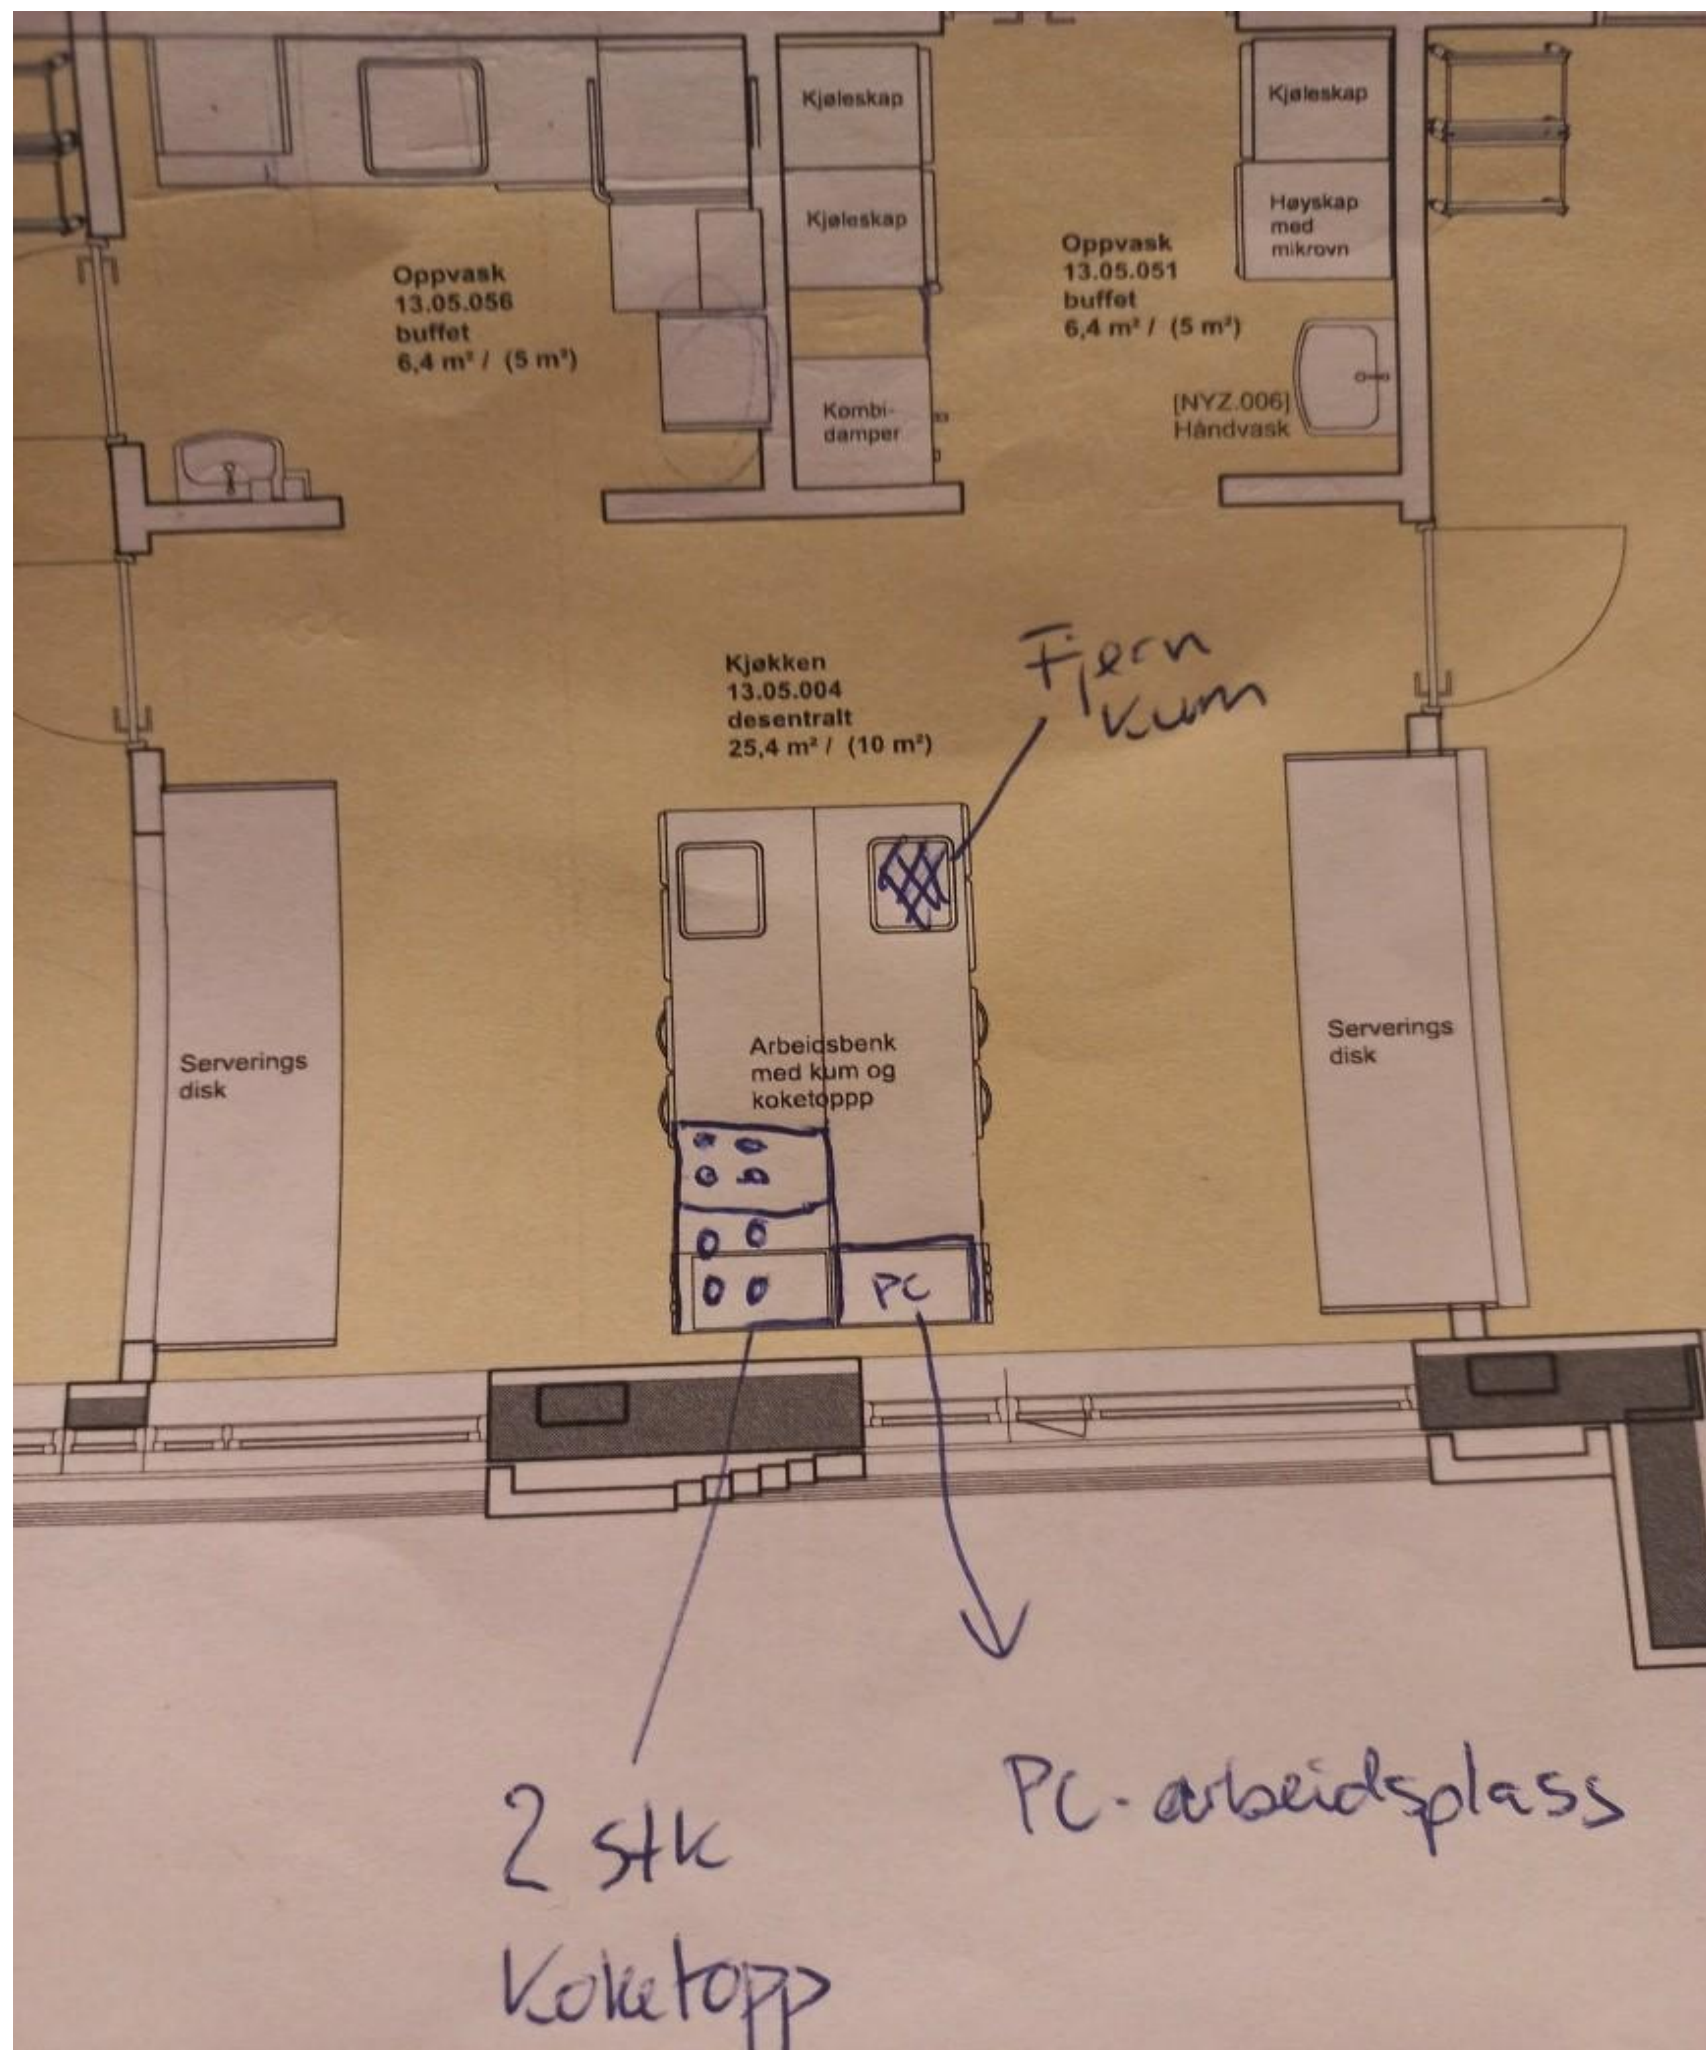 Kjøleskap
Kjøleskap
Kjøleskap
Høyskap
med
mikrovn
Oppvask
13.05.056
buffet
6,4 m² / (5 m²)
Oppvask
13.05.051
buffet
6,4 m² / (5 m²)
Kombi-
damper
[NYZ.006]
Håndvask
Kjøkken
13.05.004
desentralt
25,4 m² / (10 m²)
Fjern
kum
Serverings
disk
Arbeidsbenk
med kum og
koketoppp
Serverings
disk
PC
2 stk
Koketopp
PC-arbeidsplass